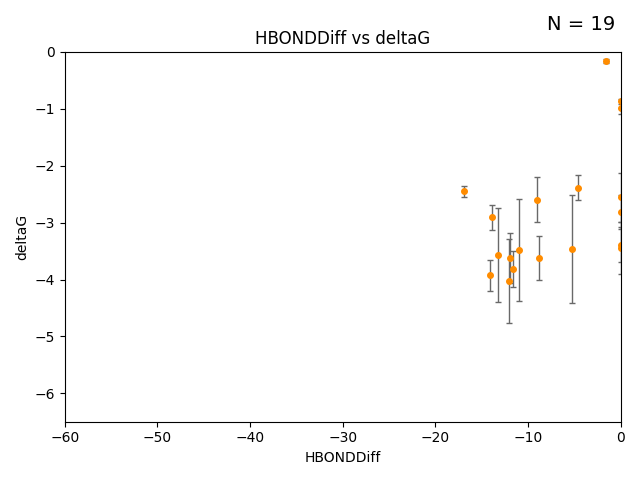 N = 19
HBONDDiff vs deltaG
0
−1
−2
−3
−4
−5
−6
deltaG
−60 −50 −40 −30 −20 −10 0
HBONDDiff